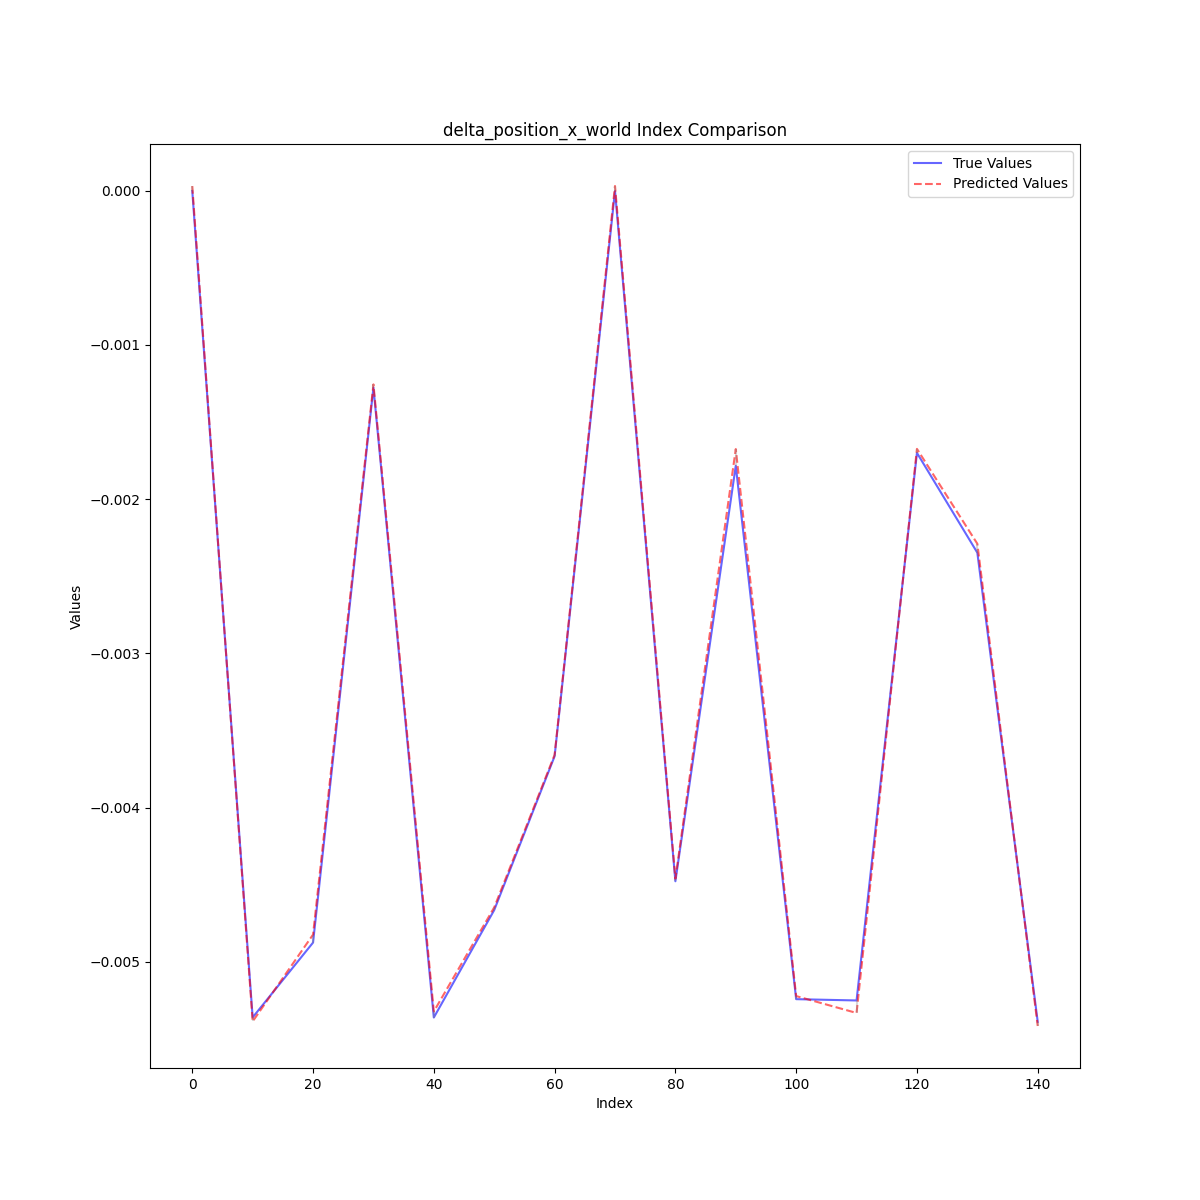 delta_position_x_world Index Comparison
True Values
Predicted Values
0.000
−0.001
−0.002
−0.003
−0.004
−0.005
Values
0 20 40 60 80 100 120 140
Index